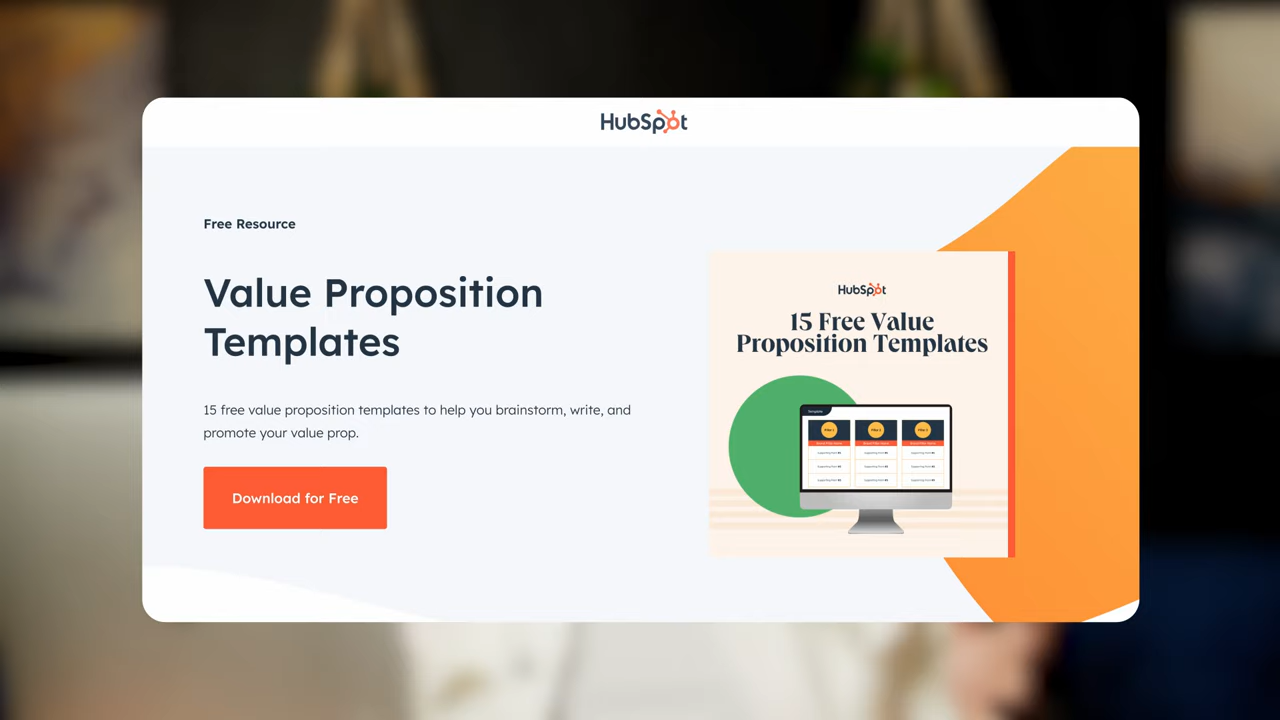 HubSpot
Free Resource
Value Proposition
Templates
15 free value proposition templates to help you brainstorm, write, and
promote your value prop.
Download for Free
HubSpot
15 Free Value
Proposition Templates
Template